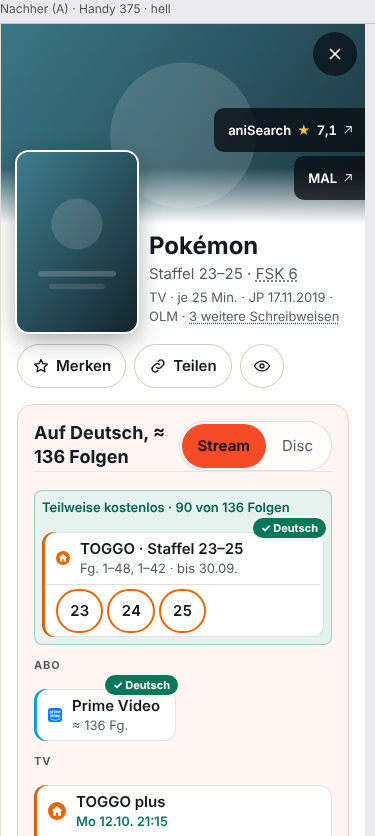 Nachher (A) · Handy 375 · hell
aniSearch ★ 7,1 ↗
MAL ↗
Pokémon
Staffel 23–25 · FSK 6
TV · je 25 Min. · JP 17.11.2019 ·
OLM · 3 weitere Schreibweisen
Merken
Teilen
Auf Deutsch, ≈
136 Folgen
Stream
Disc
Teilweise kostenlos · 90 von 136 Folgen
✓ Deutsch
TOGGO · Staffel 23–25
Fg. 1–48, 1–42 · bis 30.09.
23
24
25
ABO
✓ Deutsch
Prime Video
≈ 136 Fg.
TV
TOGGO plus
Mo 12.10. 21:15